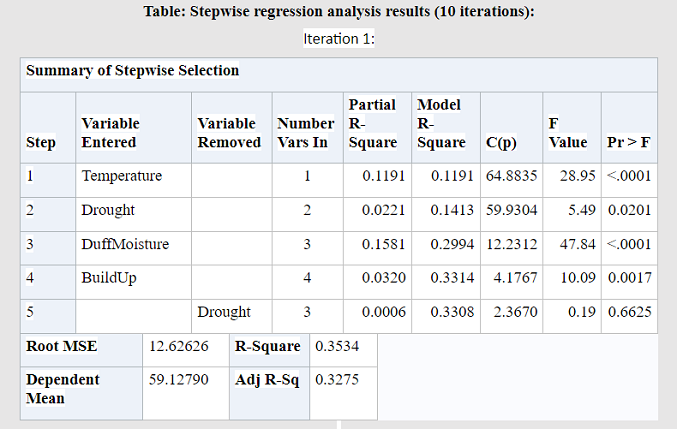 Table: Stepwise regression analysis results (10 iterations):
Iteration 1:
Summary of Stepwise Selection
Step Variable Entered Variable Removed Number Vars In Partial R-Square Model R-Square C(p) F Value Pr > F
1 Temperature 1 0.1191 0.1191 64.8835 28.95 <.0001
2 Drought 2 0.0221 0.1413 59.9304 5.49 0.0201
3 DuffMoisture 3 0.1581 0.2994 12.2312 47.84 <.0001
4 BuildUp 4 0.0320 0.3314 4.1767 10.09 0.0017
5 Drought 3 0.0006 0.3308 2.3670 0.19 0.6625
Root MSE 12.62626 R-Square 0.3534
Dependent Mean 59.12790 Adj R-Sq 0.3275